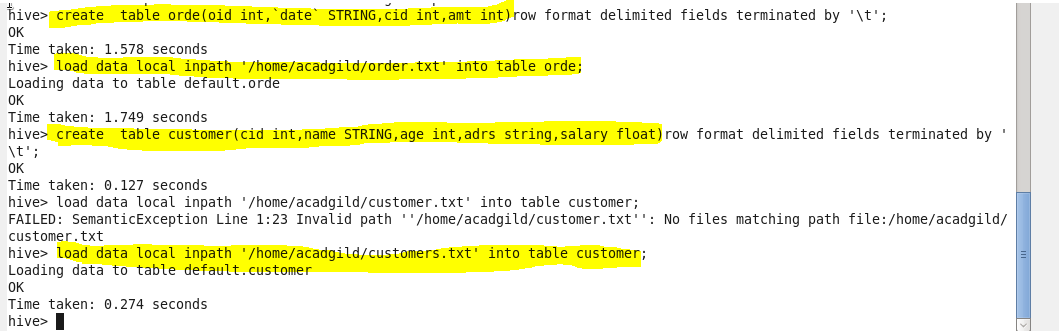 hive> create  table orde(oid int,`date` STRING,cid int,amt int)row format delimited fields terminated by '\t';
OK
Time taken: 1.578 seconds
hive> load data local inpath '/home/acadgild/order.txt' into table orde;
Loading data to table default.orde
OK
Time taken: 1.749 seconds
hive> create  table customer(cid int,name STRING,age int,adrs string,salary float)row format delimited fields terminated by '
\t';
OK
Time taken: 0.127 seconds
hive> load data local inpath '/home/acadgild/customer.txt' into table customer;
FAILED: SemanticException Line 1:23 Invalid path ''/home/acadgild/customer.txt'': No files matching path file:/home/acadgild/
customer.txt
hive> load data local inpath '/home/acadgild/customers.txt' into table customer;
Loading data to table default.customer
OK
Time taken: 0.274 seconds
hive>